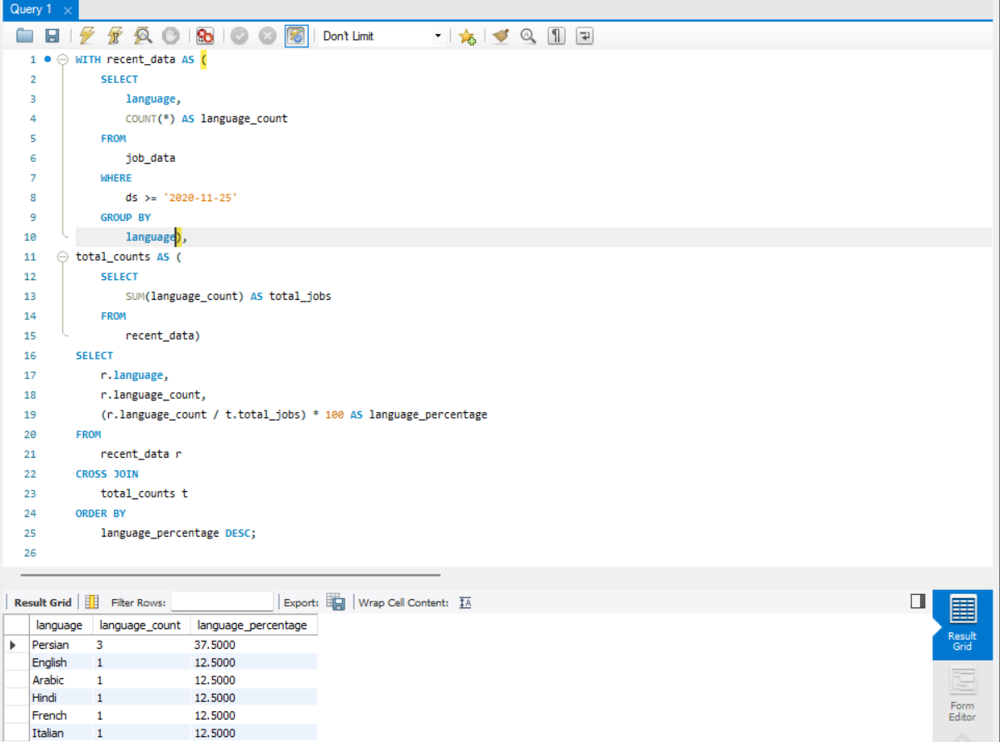 Query 1 ×
Don't Limit
1 WITH recent_data AS (
2 SELECT
3 language,
4 COUNT(*) AS language_count
5 FROM
6 job_data
7 WHERE
8 ds >= '2020-11-25'
9 GROUP BY
10 language),
11 total_counts AS (
12 SELECT
13 SUM(language_count) AS total_jobs
14 FROM
15 recent_data)
16 SELECT
17 r.language,
18 r.language_count,
19 (r.language_count / t.total_jobs) * 100 AS language_percentage
20 FROM
21 recent_data r
22 CROSS JOIN
23 total_counts t
24 ORDER BY
25 language_percentage DESC;
26
Result Grid Filter Rows: Export: Wrap Cell Content: IA
language language_count language_percentage
Persian 3 37.5000
English 1 12.5000
Arabic 1 12.5000
Hindi 1 12.5000
French 1 12.5000
Italian 1 12.5000
Result
Grid
Form
Editor